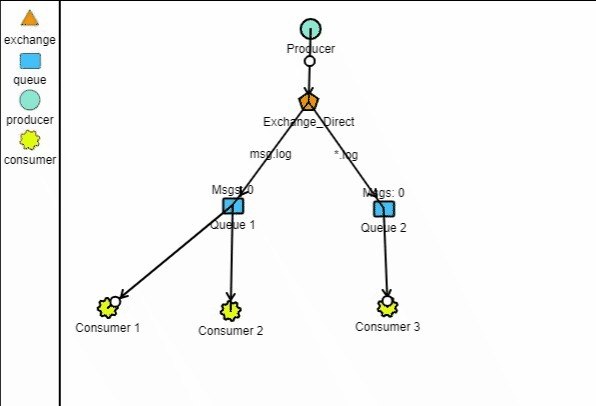 exchange
queue
producer
consumer
Producer
Exchange_Direct
msg.log
*.log
Msgs: 0
Msgs: 0
Queue 1
Queue 2
Consumer 1
Consumer 2
Consumer 3